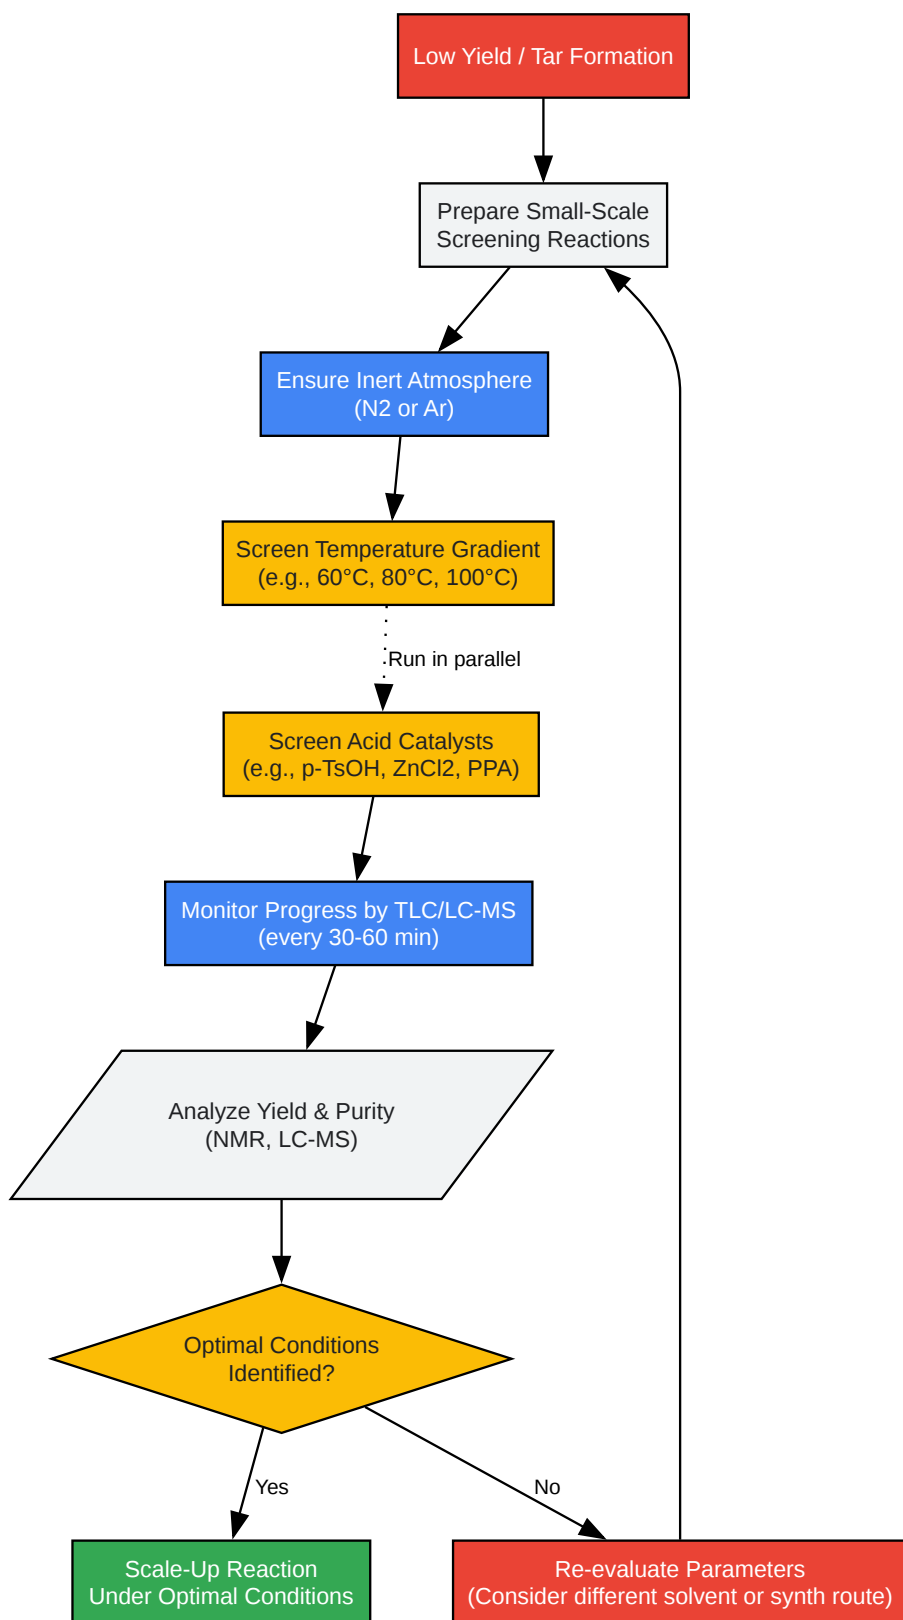 Low Yield / Tar Formation
Prepare Small-Scale
Screening Reactions
Ensure Inert Atmosphere
(N2 or Ar)
Screen Temperature Gradient
(e.g., 60°C, 80°C, 100°C)
Run in parallel
Screen Acid Catalysts
(e.g., p-TsOH, ZnCl2, PPA)
Monitor Progress by TLC/LC-MS
(every 30-60 min)
Analyze Yield & Purity
(NMR, LC-MS)
Optimal Conditions
Identified?
Yes
No
Scale-Up Reaction
Under Optimal Conditions
Re-evaluate Parameters
(Consider different solvent or synth route)